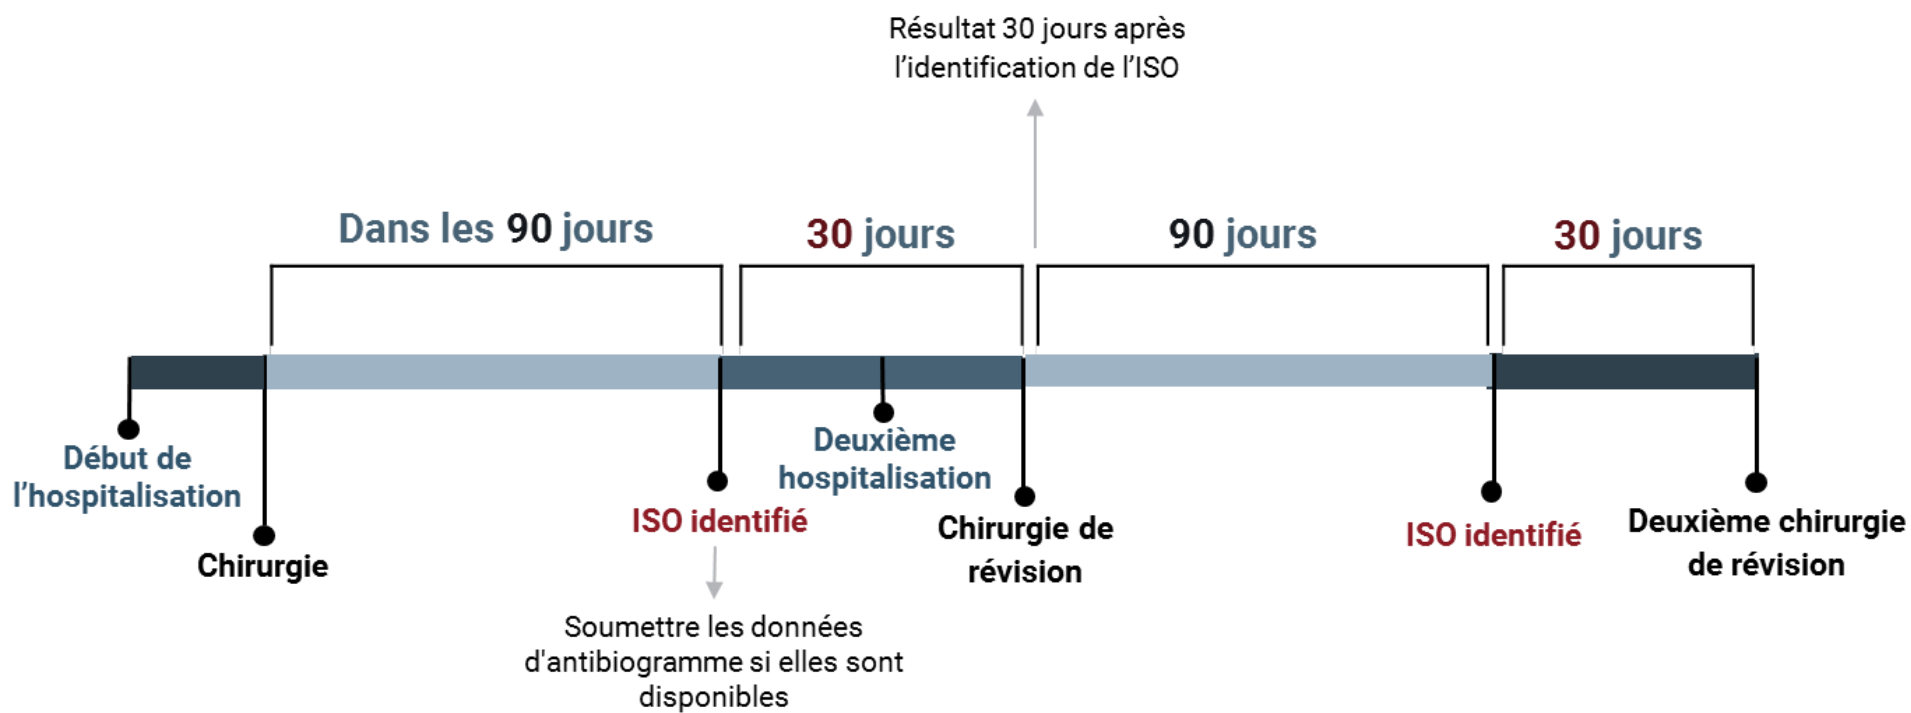 Résultat 30 jours après
l’identification de l’ISO
Dans les 90 jours
30 jours
90 jours
30 jours
Début de
l’hospitalisation
Chirurgie
ISO identifié
Soumettre les données
d'antibiogramme si elles sont
disponibles
Deuxième
hospitalisation
Chirurgie de
révision
ISO identifié
Deuxième chirurgie
de révision